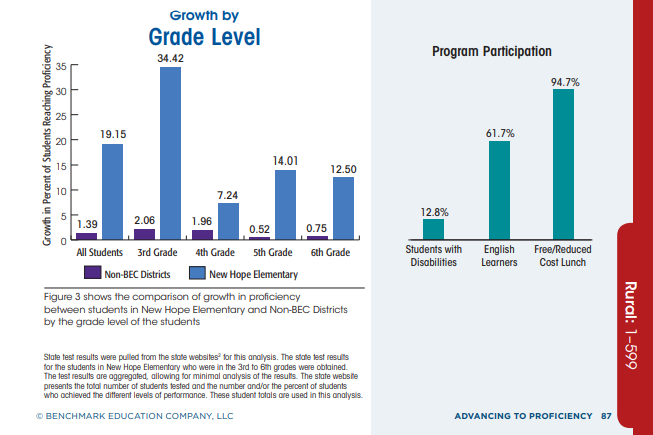 Growth by
Grade Level
Growth in Percent of Students Reaching Proficiency
35
30
25
20
15
10
5
0
1.39
19.15
2.06
34.42
1.96
7.24
0.52
14.01
0.75
12.50
All Students
3rd Grade
4th Grade
5th Grade
6th Grade
Non-BEC Districts
New Hope Elementary
Figure 3 shows the comparison of growth in proficiency
between students in New Hope Elementary and Non-BEC Districts
by the grade level of the students
State test results were pulled from the state websites² for this analysis. The state test results
for the students in New Hope Elementary who were in the 3rd to 6th grades were obtained.
The test results are aggregated, allowing for minimal analysis of the results. The state website
presents the total number of students tested and the number and/or the percent of students
who achieved the different levels of performance. These student totals are used in this analysis.
© BENCHMARK EDUCATION COMPANY, LLC
Program Participation
12.8%
61.7%
94.7%
Students with
Disabilities
English
Learners
Free/Reduced
Cost Lunch
Rural: 1–599
ADVANCING TO PROFICIENCY 87